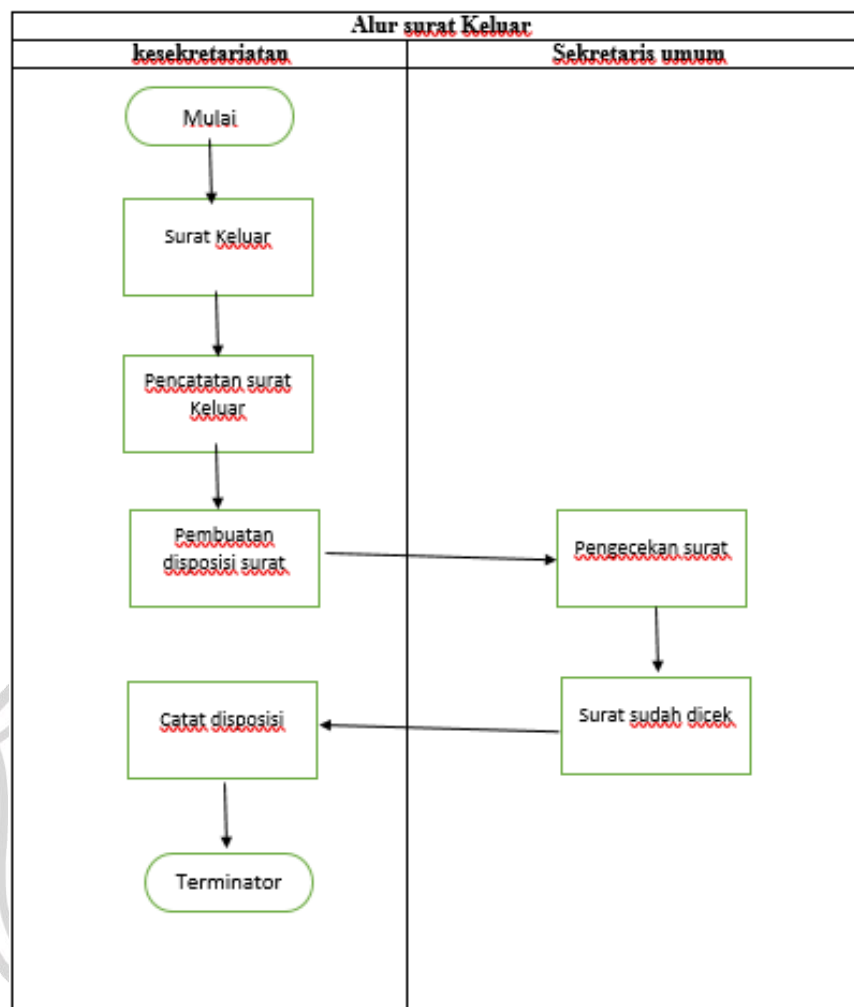 Alur surat Keluar
kesekretariatan
Sekretaris umum
Mulai
Surat Keluar
Pencatatan surat
Keluar
Pembuatan
disposisi surat
Pengecekan surat
Surat sudah dicek
Catat disposisi
Terminator